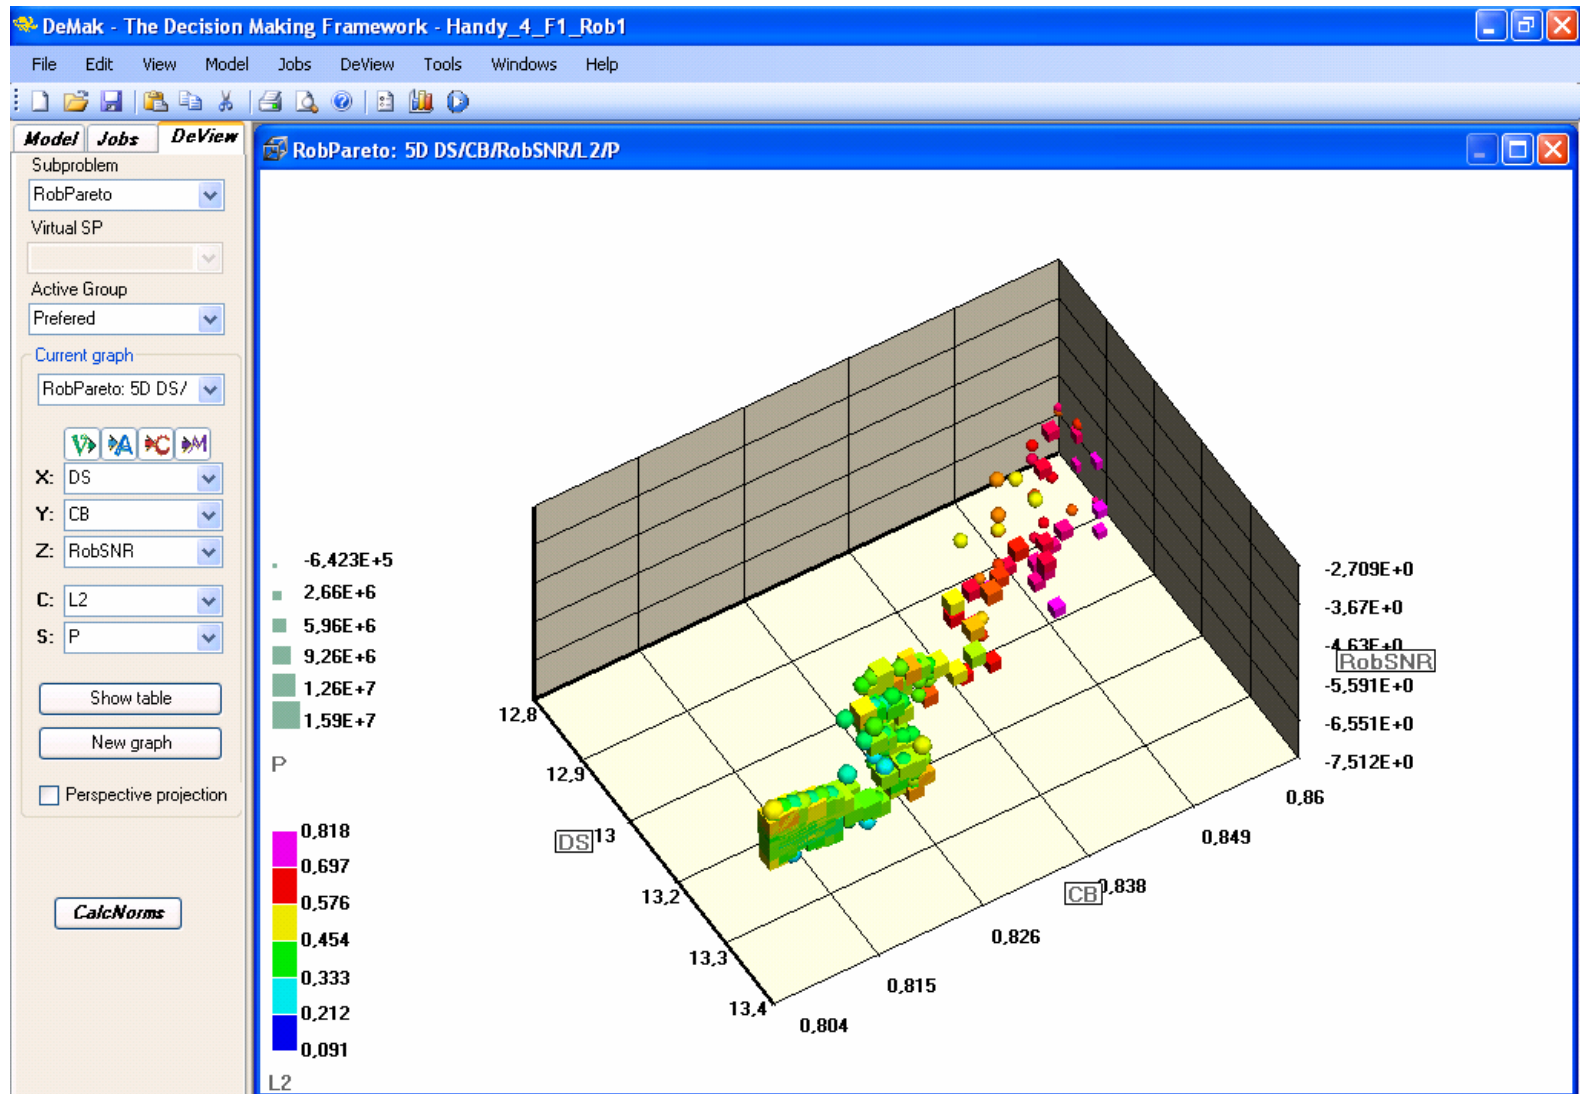 DeMak - The Decision Making Framework - Handy_4_F1_Rob1
File Edit View Model Jobs DeView Tools Windows Help
Model Jobs DeView
Subproblem
RobPareto
Virtual SP
Active Group
Prefered
Current graph
RobPareto: 5D DS/
V A C M
X: DS
Y: CB
Z: RobSNR
C: L2
S: P
Show table
New graph
Perspective projection
CalcNorms
RobPareto: 5D DS/CB/RobSNR/L2/P
-6,423E+5
2,66E+6
5,96E+6
9,26E+6
1,26E+7
1,59E+7
P
0,818
0,697
0,576
0,454
0,333
0,212
0,091
L2
12,8
12,9
DS 13
13,2
13,3
13,4
0,804
0,815
0,826
CB 0,838
0,849
0,86
-2,709E+0
-3,67E+0
-4,63E+0
RobSNR
-5,591E+0
-6,551E+0
-7,512E+0